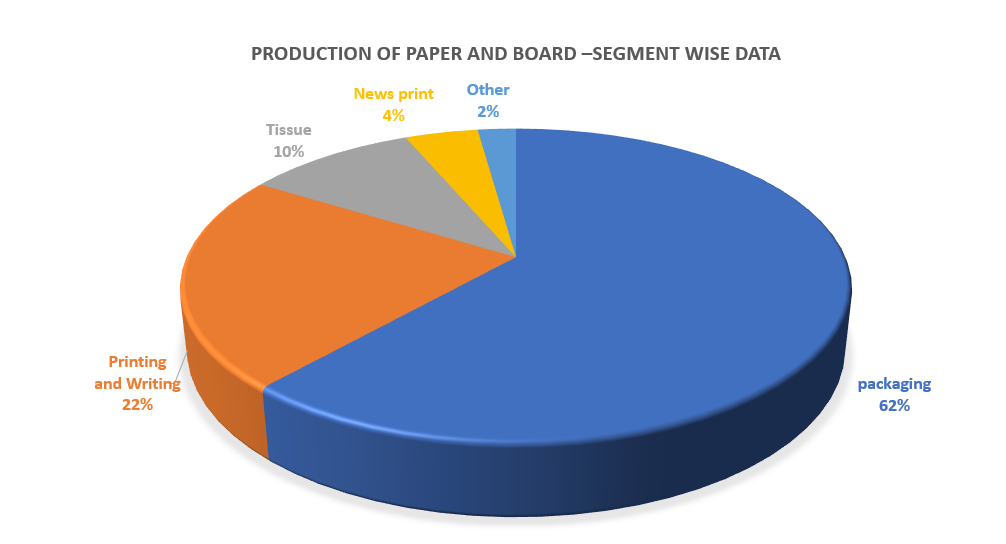 PRODUCTION OF PAPER AND BOARD –SEGMENT WISE DATA
Other
2%
News print
4%
Tissue
10%
Printing
and Writing
22%
packaging
62%